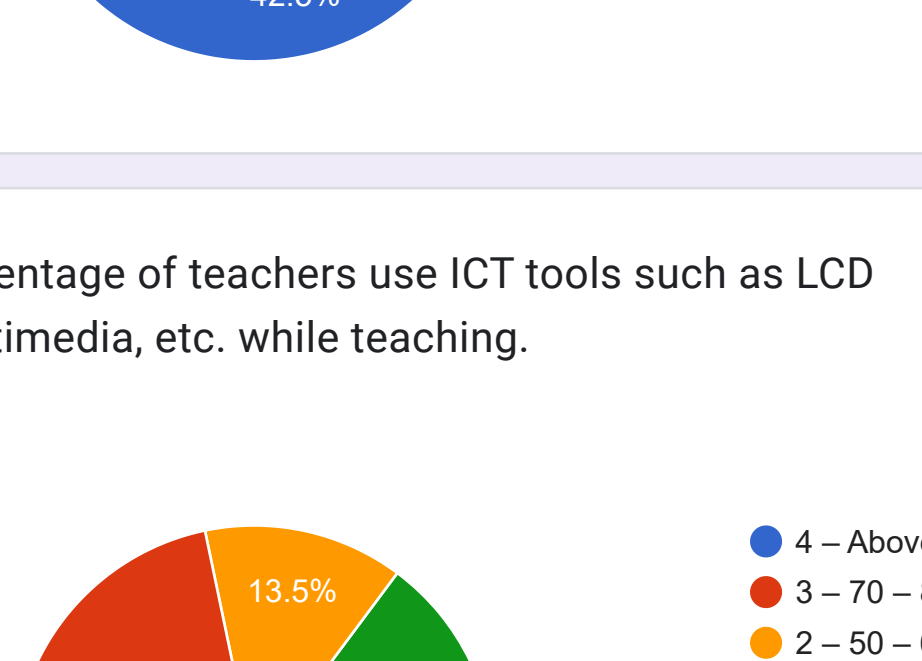 entage of teachers use ICT tools such as LCD
timedia, etc. while teaching.
13.5%
4 – Above
3 – 70 –
2 – 50 –